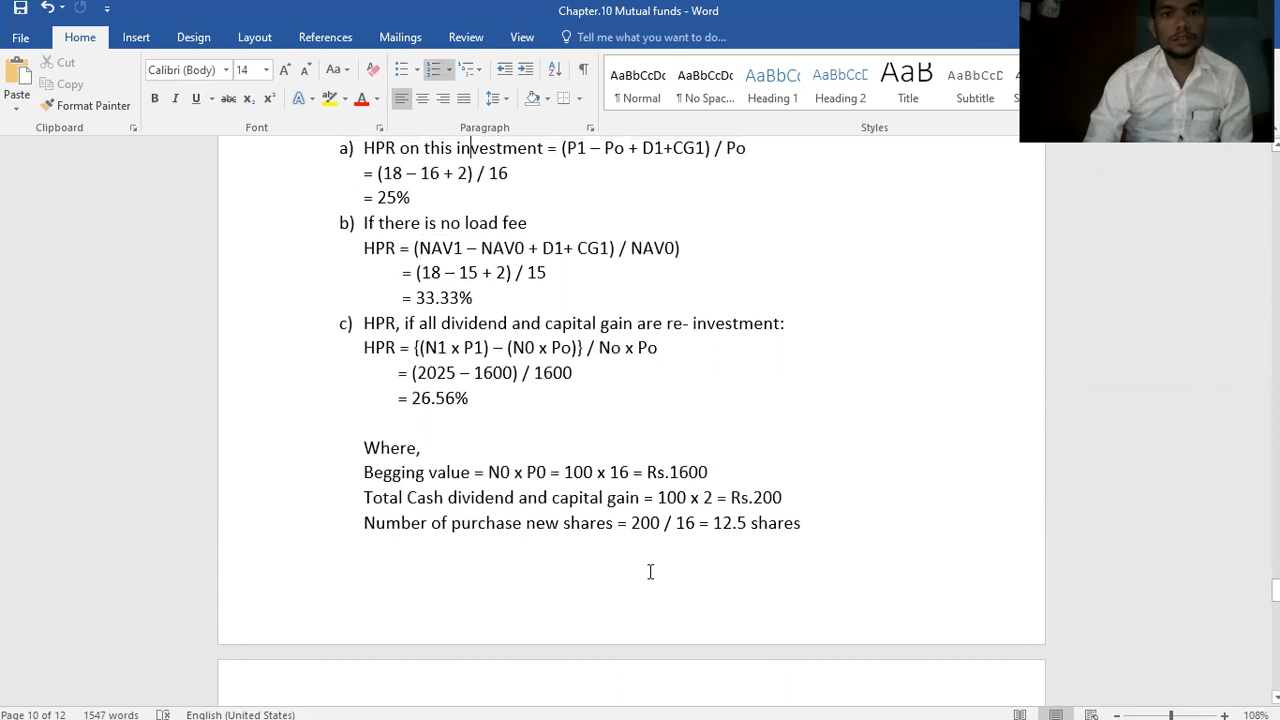 Chapter.10 Mutual funds - Word
File Home Insert Design Layout References Mailings Review View Tell me what you want to do...
Paste
Cut
Copy
Format Painter
Clipboard
Calibri (Body) 14
Aa
B I U abc X₂ X²
A A
Font
Paragraph
AaBbCcDc AaBbCcDc AaBbCc AaBbCcD AaB AaBbCcD
¶ Normal ¶ No Spac... Heading 1 Heading 2 Title Subtitle
Styles
a) HPR on this investment = (P1 – Po + D1+CG1) / Po
= (18 – 16 + 2) / 16
= 25%
b) If there is no load fee
HPR = (NAV1 – NAV0 + D1+ CG1) / NAV0)
= (18 – 15 + 2) / 15
= 33.33%
c) HPR, if all dividend and capital gain are re- investment:
HPR = {(N1 x P1) – (N0 x Po)} / No x Po
= (2025 – 1600) / 1600
= 26.56%
Where,
Begging value = N0 x P0 = 100 x 16 = Rs.1600
Total Cash dividend and capital gain = 100 x 2 = Rs.200
Number of purchase new shares = 200 / 16 = 12.5 shares
Page 10 of 12 1547 words English (United States) 108%